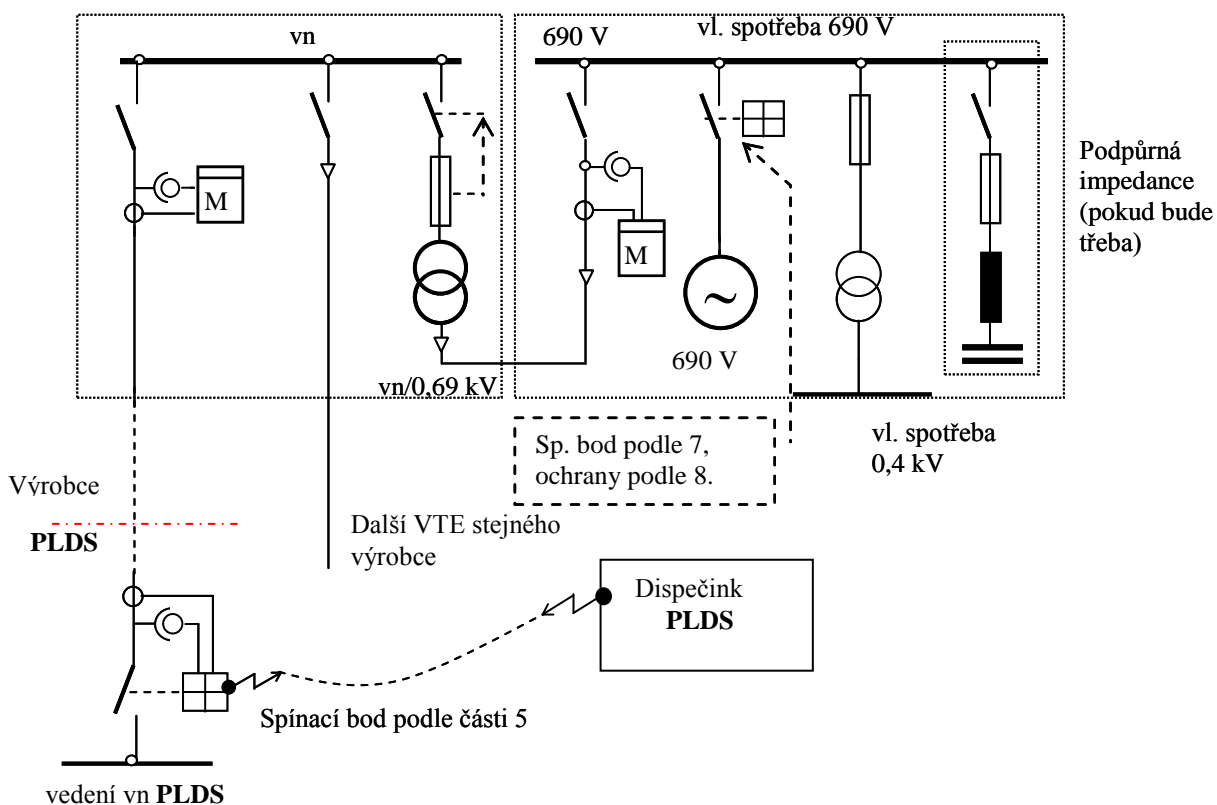 vn
690 V
vl. spotřeba 690 V
M
M
Podpůrná
impedance
(pokud bude
třeba)
~
690 V
vn/0,69 kV
Sp. bod podle 7,
ochrany podle 8.
vl. spotřeba
0,4 kV
Výrobce
PLDS
Další VTE stejného
výrobce
Dispečink
PLDS
Spínací bod podle části 5
vedení vn PLDS